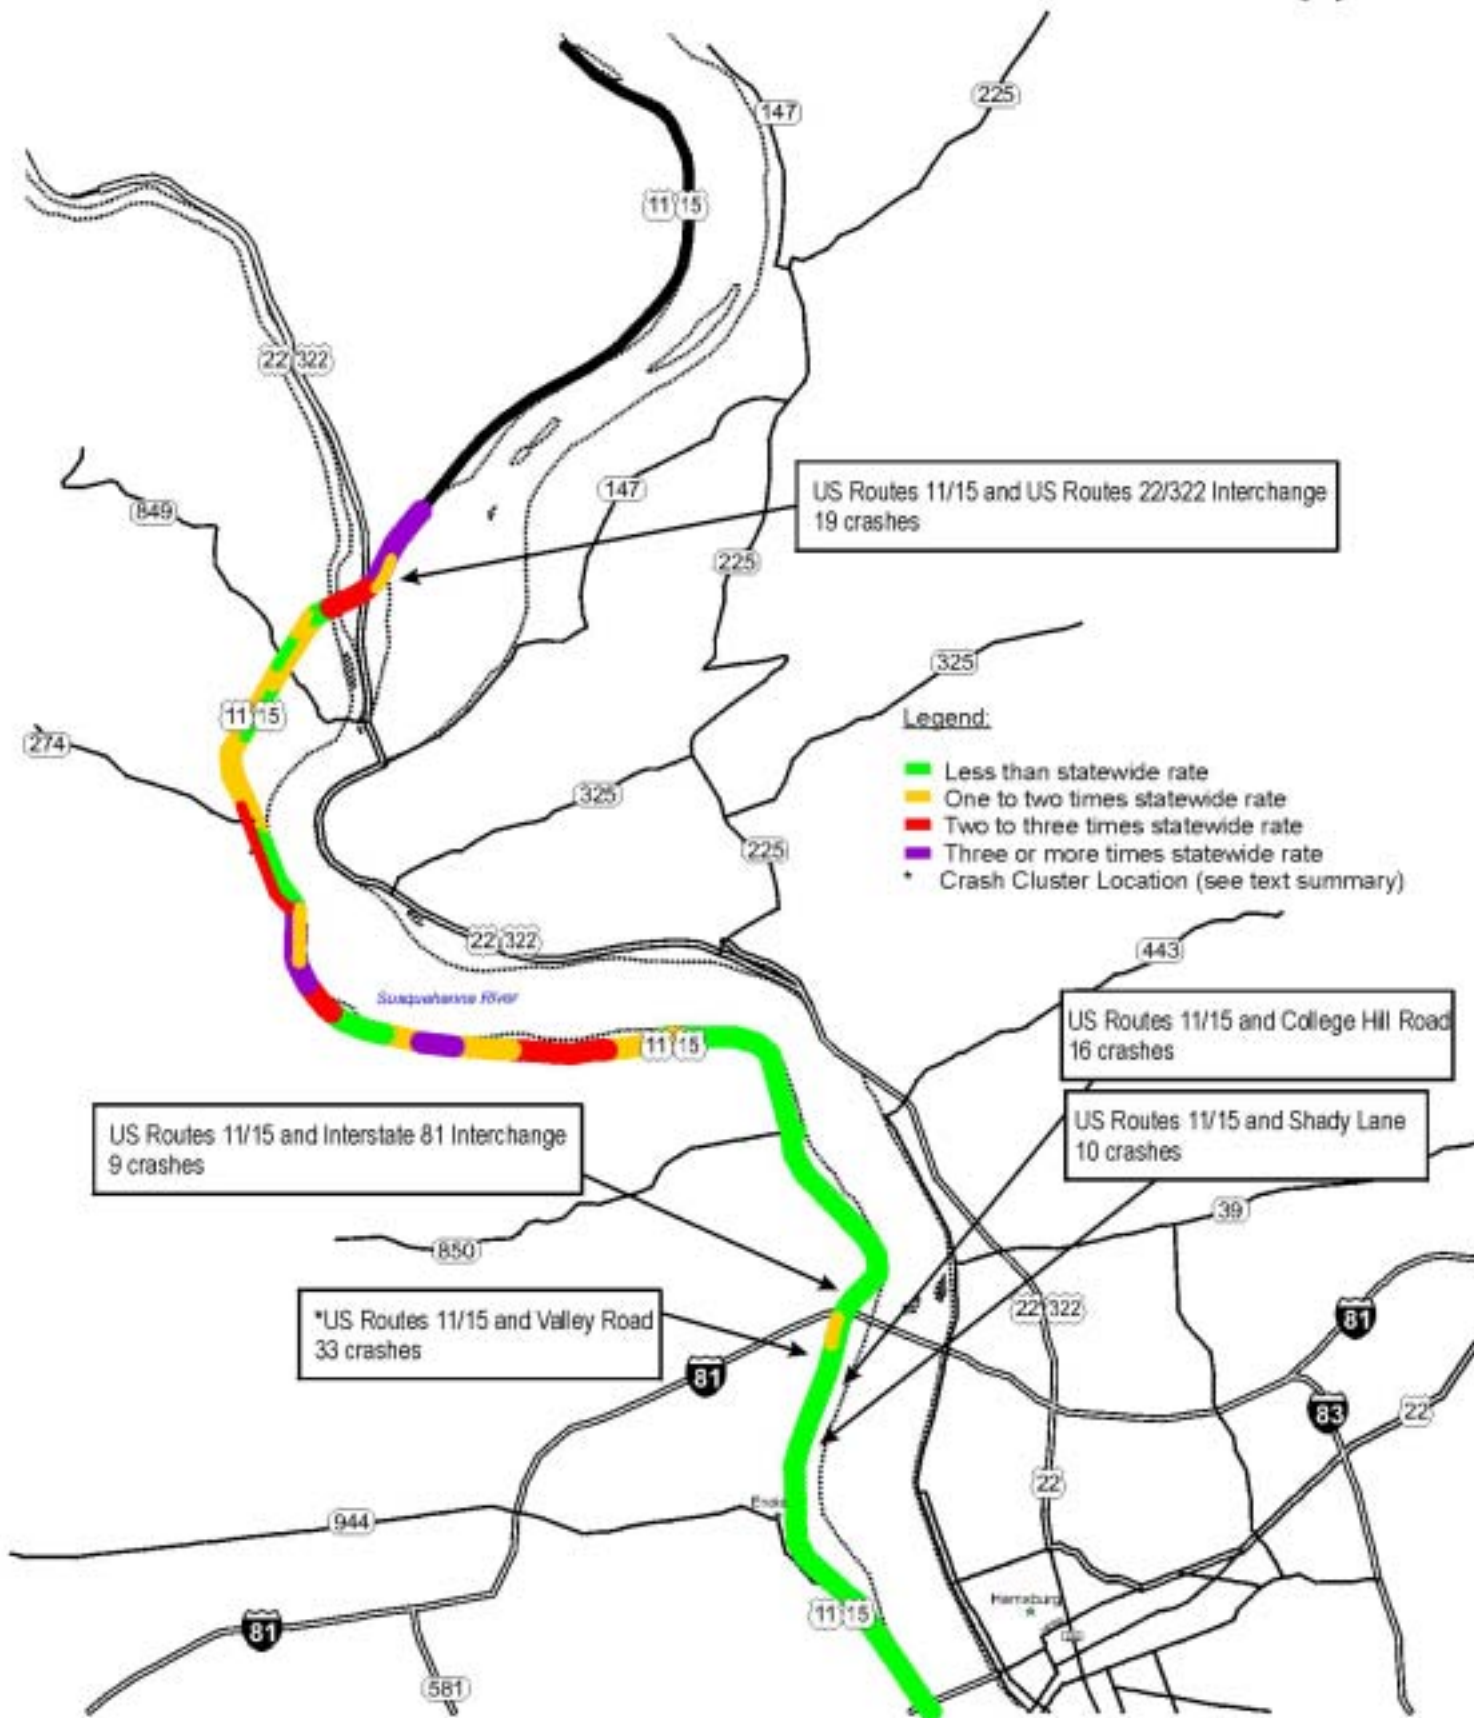 147
225
11 15
22 322
US Routes 11/15 and US Routes 22/322 Interchange
19 crashes
147
849
225
325
11 15
Legend:
274
Less than statewide rate
325
One to two times statewide rate
Two to three times statewide rate
225
Three or more times statewide rate
* Crash Cluster Location (see text summary)
22 322
443
Susquehanna River
US Routes 11/15 and College Hill Road
16 crashes
11 15
US Routes 11/15 and Interstate 81 Interchange
9 crashes
US Routes 11/15 and Shady Lane
10 crashes
39
850
22 322
*US Routes 11/15 and Valley Road
33 crashes
81
81
83
22
22
Enola
944
Harrisburg
11 15
81
581